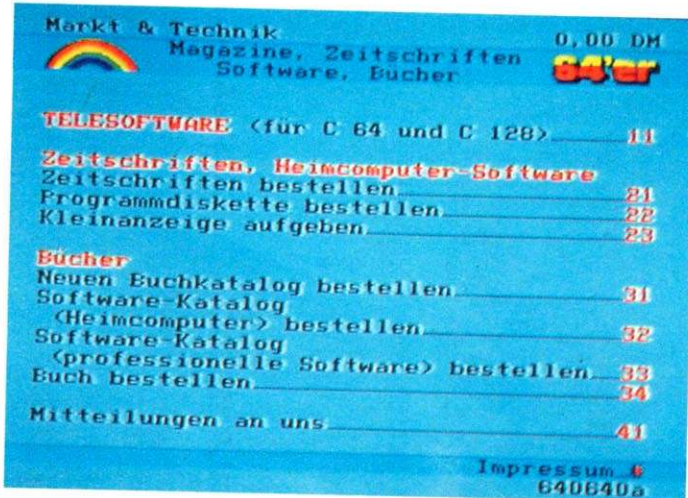 Markt & Technik 0,00 DM
Magazine, Zeitschriften
Software, Bücher 64'er
TELESOFTWARE (für C 64 und C 128) 11
Zeitschriften, Heimcomputer-Software
Zeitschriften bestellen 21
Programmdiskette bestellen 22
Kleinanzeige aufgeben 23
Bücher
Neuen Buchkatalog bestellen 31
Software-Katalog
(Heimcomputer) bestellen 32
Software-Katalog
(professionelle Software) bestellen 33
Buch bestellen 34
Mitteilungen an uns 41
Impressum #
640640a